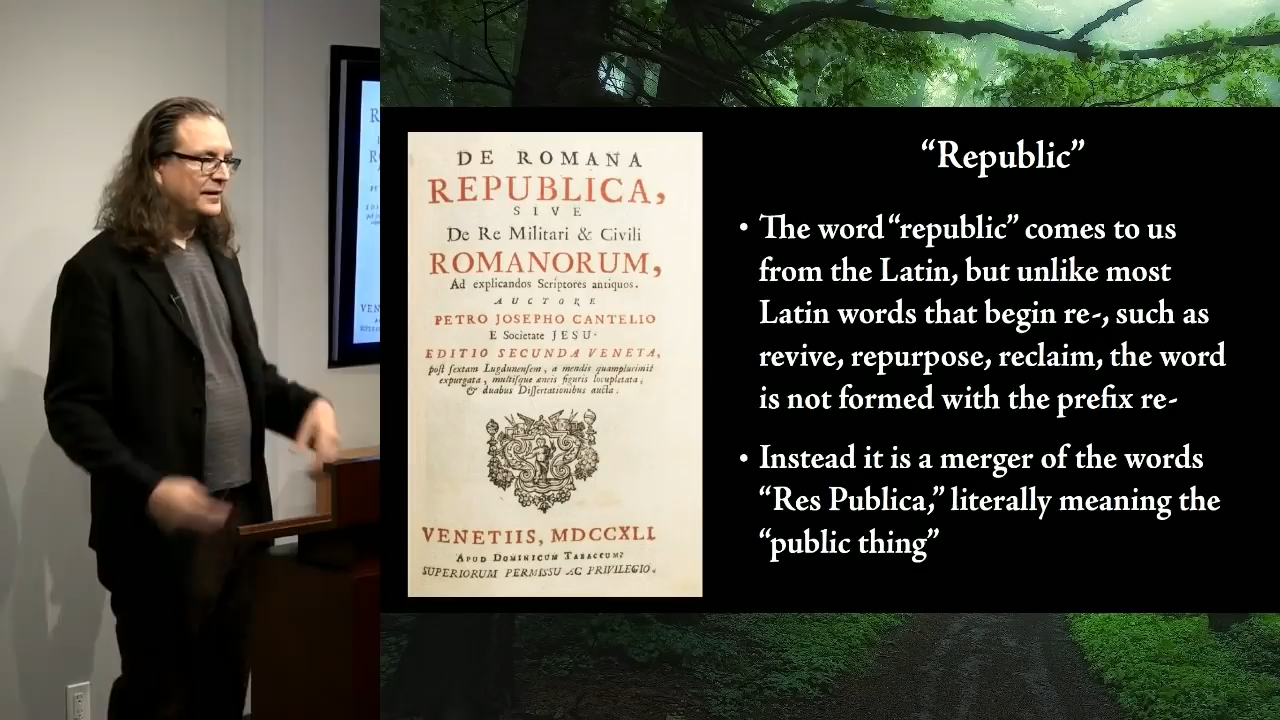 DE ROMANA
REPUBLICA,
SIVE
De Re Militari & Civili
ROMANORUM,
Ad explicandos Scriptores antiquos.
AUCTORE
PETRO JOSEPHO CANTELIO
E Societate JESU.
EDITIO SECUNDA VENETA,
post sextam Lugdunensem, a mendis quamplurimis
expurgata, multisque æneis figuris locupletata,
& duabus Dissertationibus aucta.
VENETIIS, MDCCXLI.
APUD DOMINICUM
SUPERIORUM PERMISSU AC PRIVILEGIO.
“Republic”
• The word “republic” comes to us
from the Latin, but unlike most
Latin words that begin re-, such as
revive, repurpose, reclaim, the word
is not formed with the prefix re-
• Instead it is a merger of the words
“Res Publica,” literally meaning the
“public thing”